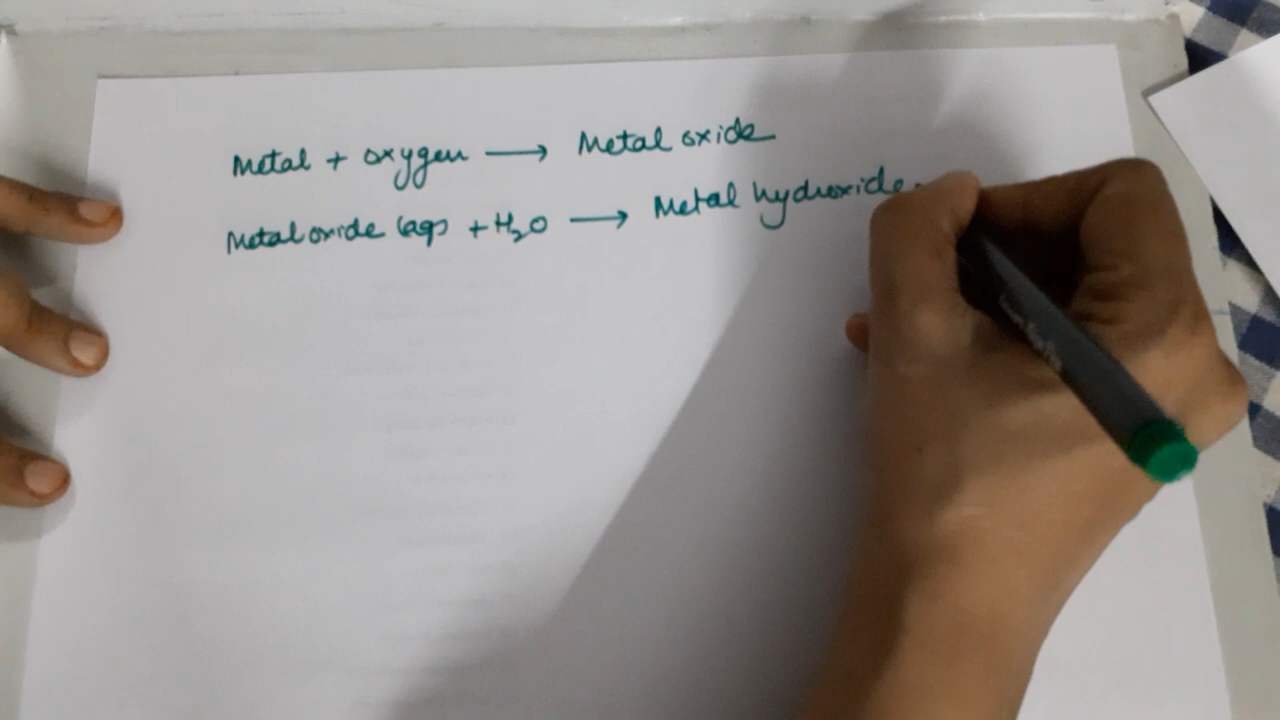 Metal + oxygen → Metal oxide
Metal oxide (aq) + H₂O → Metal hydroxide